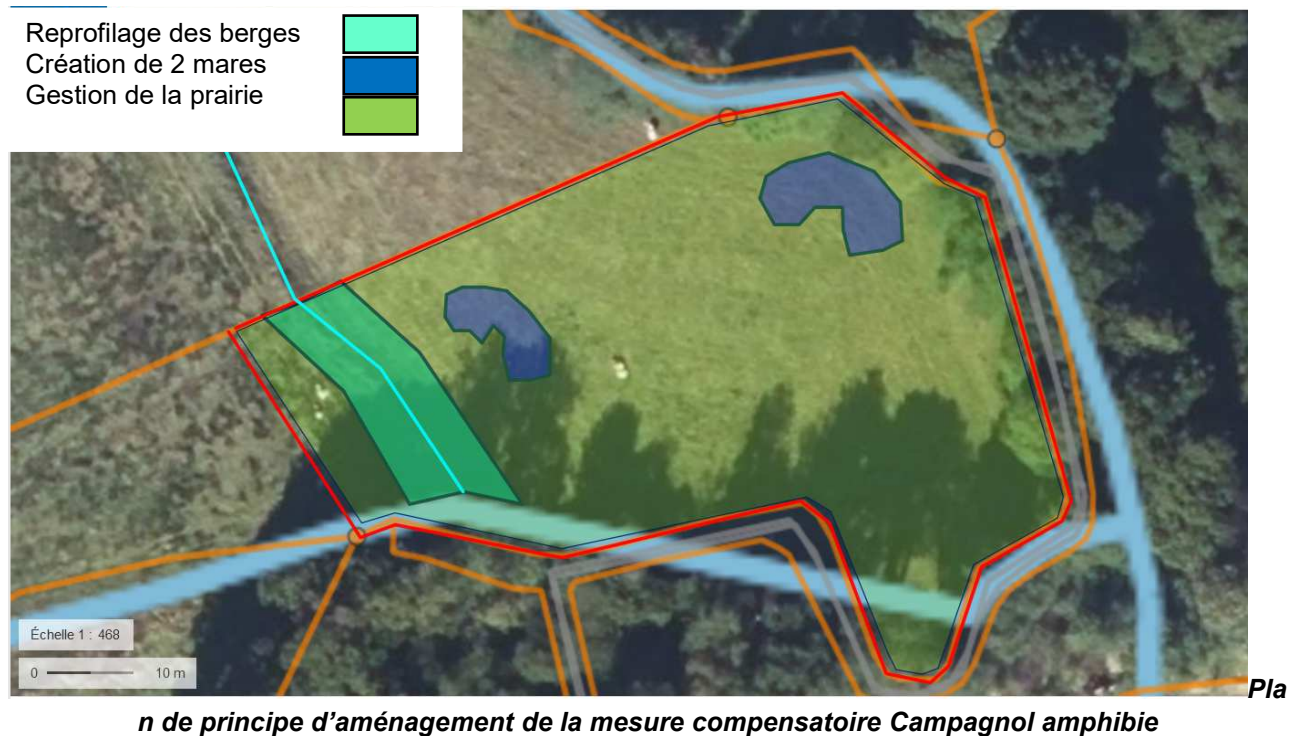 Reprofilage des berges
Création de 2 mares
Gestion de la prairie
Échelle 1 : 468
0 10 m
Pla
n de principe d'aménagement de la mesure compensatoire Campagnol amphibie